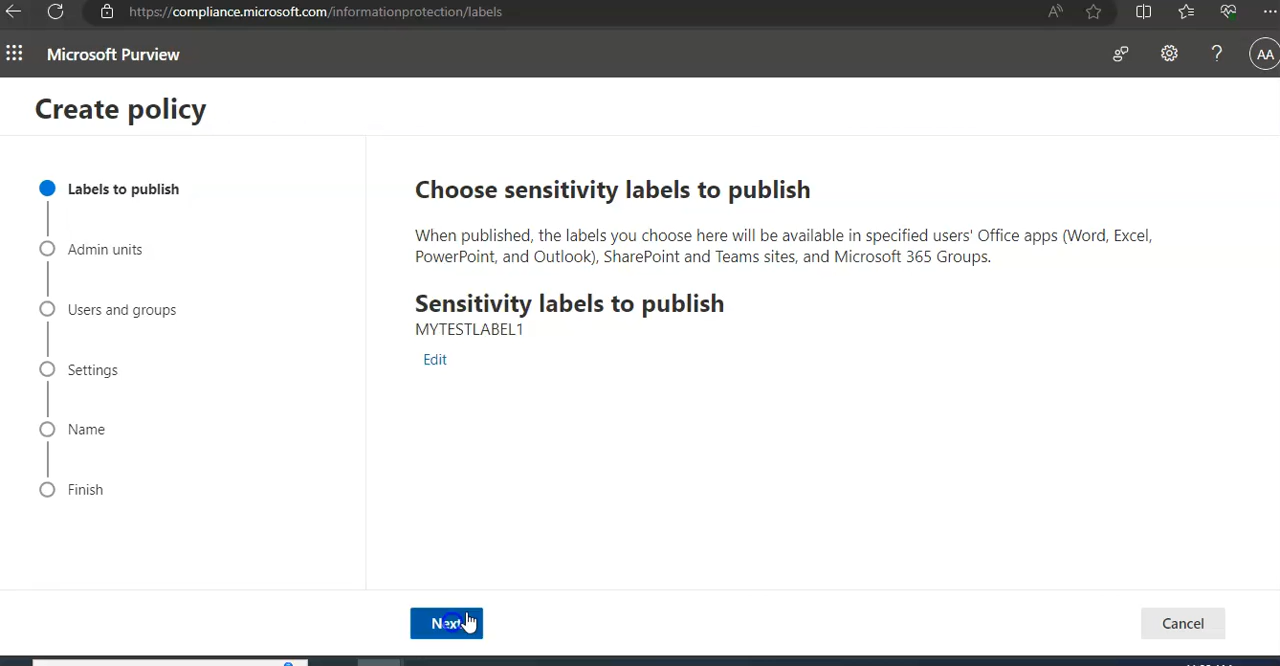 https://compliance.microsoft.com/informationprotection/labels
Microsoft Purview
AA
Create policy
Labels to publish
Admin units
Users and groups
Settings
Name
Finish
Choose sensitivity labels to publish
When published, the labels you choose here will be available in specified users' Office apps (Word, Excel,
PowerPoint, and Outlook), SharePoint and Teams sites, and Microsoft 365 Groups.
Sensitivity labels to publish
MYTESTLABEL1
Edit
Next
Cancel